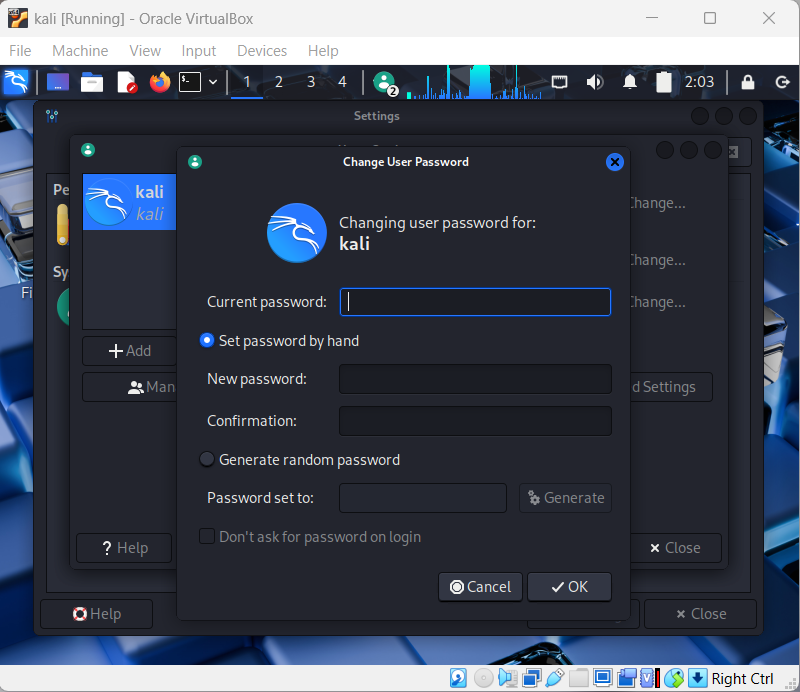 kali [Running] - Oracle VirtualBox
File Machine View Input Devices Help
1 2 3 4 2 2:03
Settings
Change User Password
Pe
kali
kali
Changing user password for:
kali
Change...
Sy
Change...
Fi
Current password:
Change...
Set password by hand
Add
New password:
Man
d Settings
Confirmation:
Generate random password
Password set to:
Generate
Don't ask for password on login
Help
Close
Cancel
OK
Help
Close
Right Ctrl